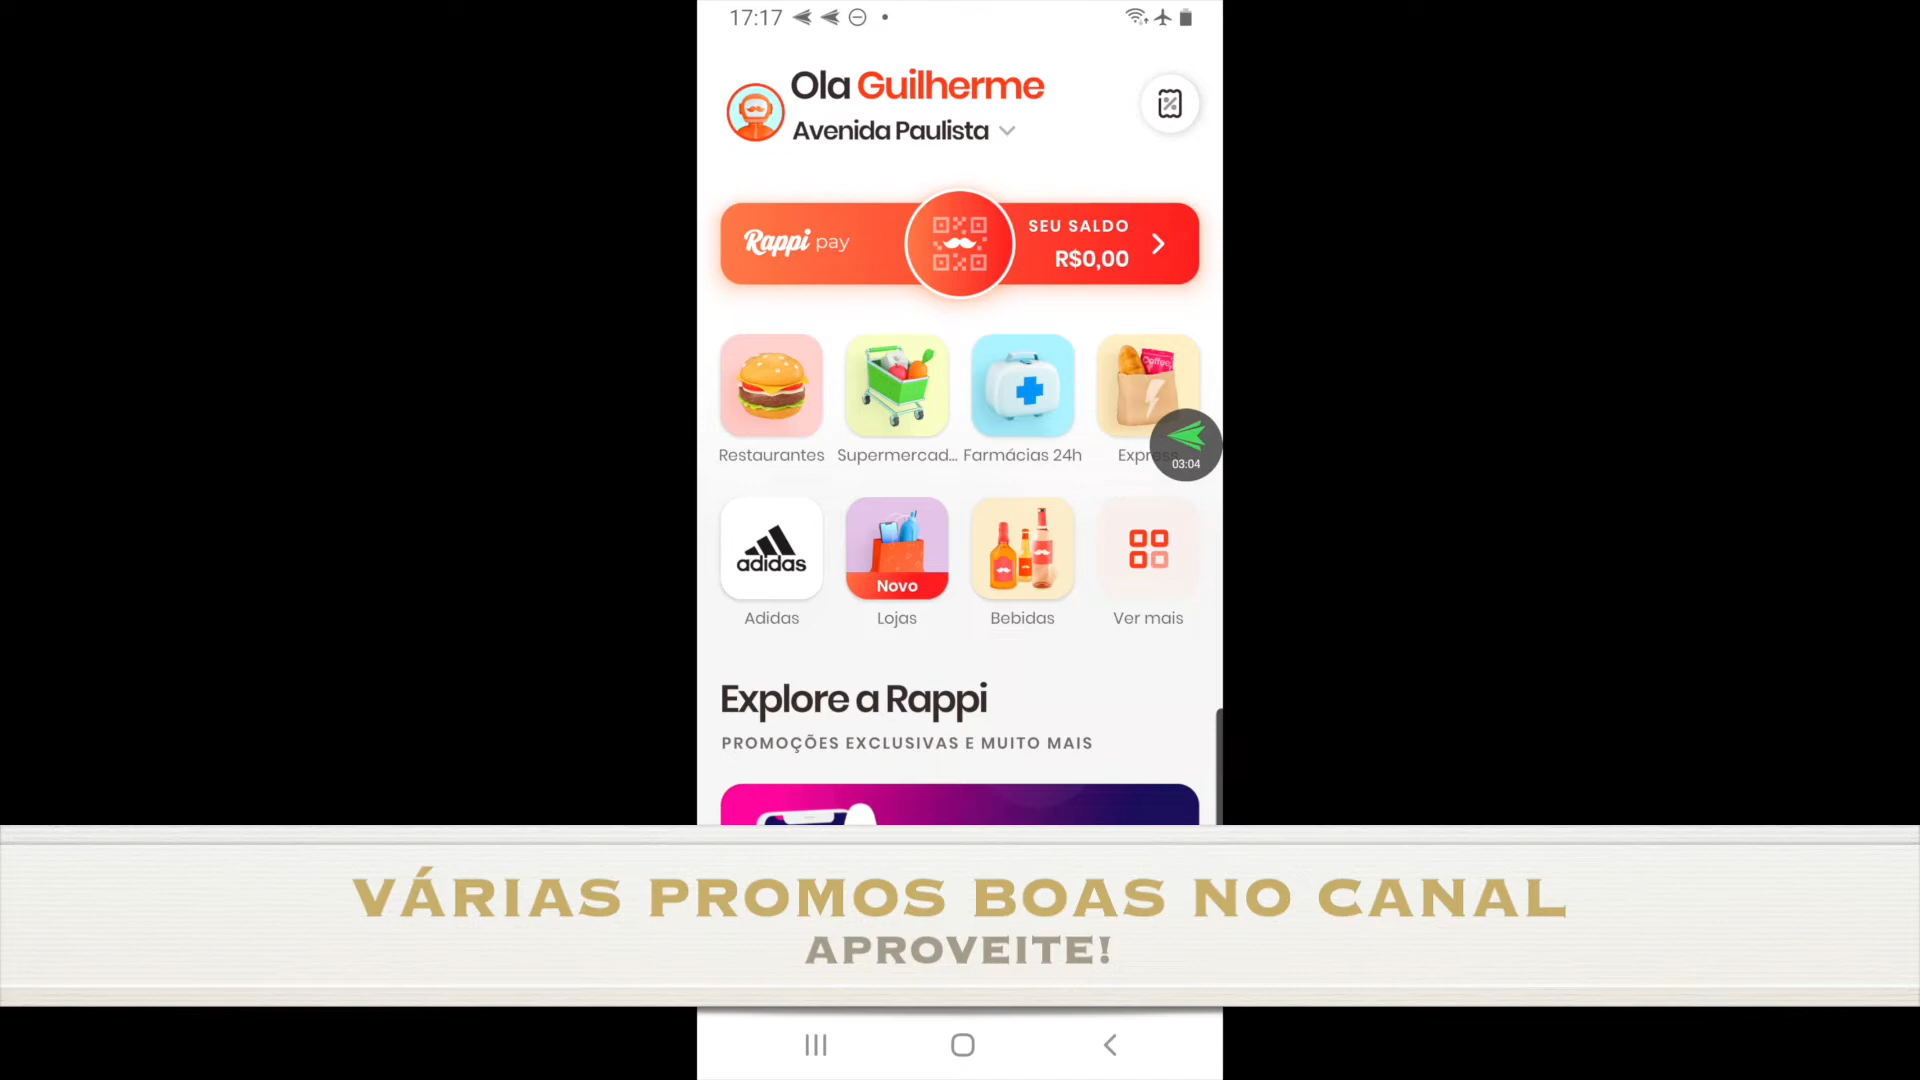 17:17
Ola Guilherme
Avenida Paulista
Rappi pay
SEU SALDO
R$0,00
coffee
Restaurantes
Supermercad...
Farmácias 24h
Expr
03:04
adidas
Novo
Adidas
Lojas
Bebidas
Ver mais
Explore a Rappi
PROMOÇÕES EXCLUSIVAS E MUITO MAIS
VÁRIAS PROMOS BOAS NO CANAL
APROVEITE!